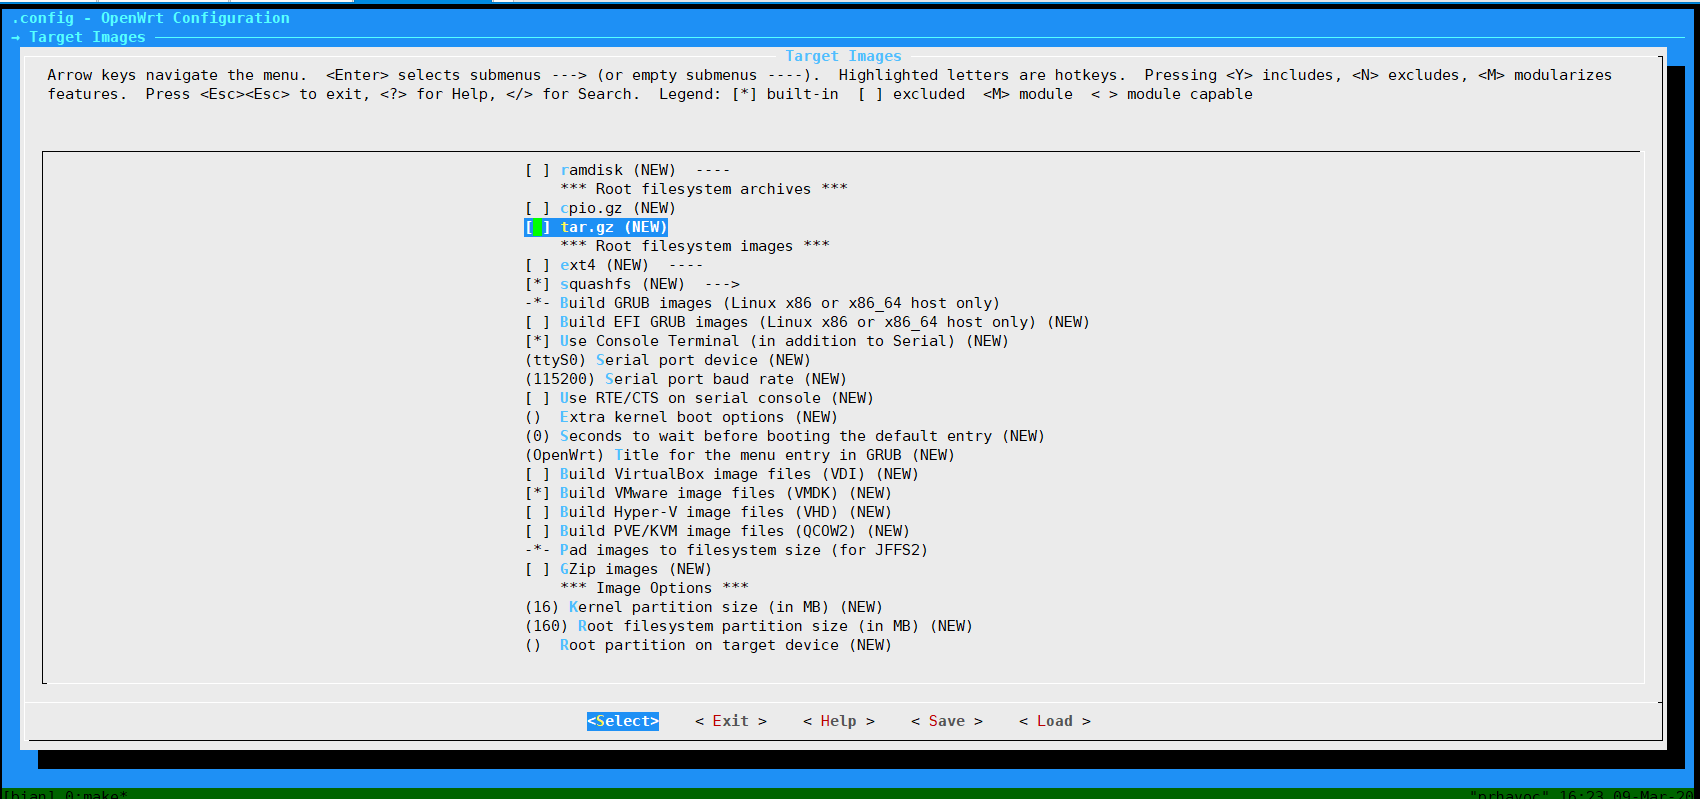 .config - OpenWrt Configuration
→ Target Images
Target Images
Arrow keys navigate the menu.  <Enter> selects submenus ---> (or empty submenus ----).  Highlighted letters are hotkeys.  Pressing <Y> includes, <N> excludes, <M> modularizes
features.  Press <Esc><Esc> to exit, <?> for Help, </> for Search.  Legend: [*] built-in  [ ] excluded  <M> module  < > module capable
[ ] ramdisk (NEW)  ----
*** Root filesystem archives ***
[ ] cpio.gz (NEW)
[ ] tar.gz (NEW)
*** Root filesystem images ***
[ ] ext4 (NEW)  ----
[*] squashfs (NEW)  --->
-*- Build GRUB images (Linux x86 or x86_64 host only)
[ ] Build EFI GRUB images (Linux x86 or x86_64 host only) (NEW)
[*] Use Console Terminal (in addition to Serial) (NEW)
(ttyS0) Serial port device (NEW)
(115200) Serial port baud rate (NEW)
[ ] Use RTE/CTS on serial console (NEW)
()  Extra kernel boot options (NEW)
(0) Seconds to wait before booting the default entry (NEW)
(OpenWrt) Title for the menu entry in GRUB (NEW)
[ ] Build VirtualBox image files (VDI) (NEW)
[*] Build VMware image files (VMDK) (NEW)
[ ] Build Hyper-V image files (VHD) (NEW)
[ ] Build PVE/KVM image files (QCOW2) (NEW)
-*- Pad images to filesystem size (for JFFS2)
[ ] GZip images (NEW)
*** Image Options ***
(16) Kernel partition size (in MB) (NEW)
(160) Root filesystem partition size (in MB) (NEW)
()  Root partition on target device (NEW)
<Select>    < Exit >    < Help >    < Save >    < Load >
[bian] 0:make*    "prhavoc" 16:23 09-Mar-20